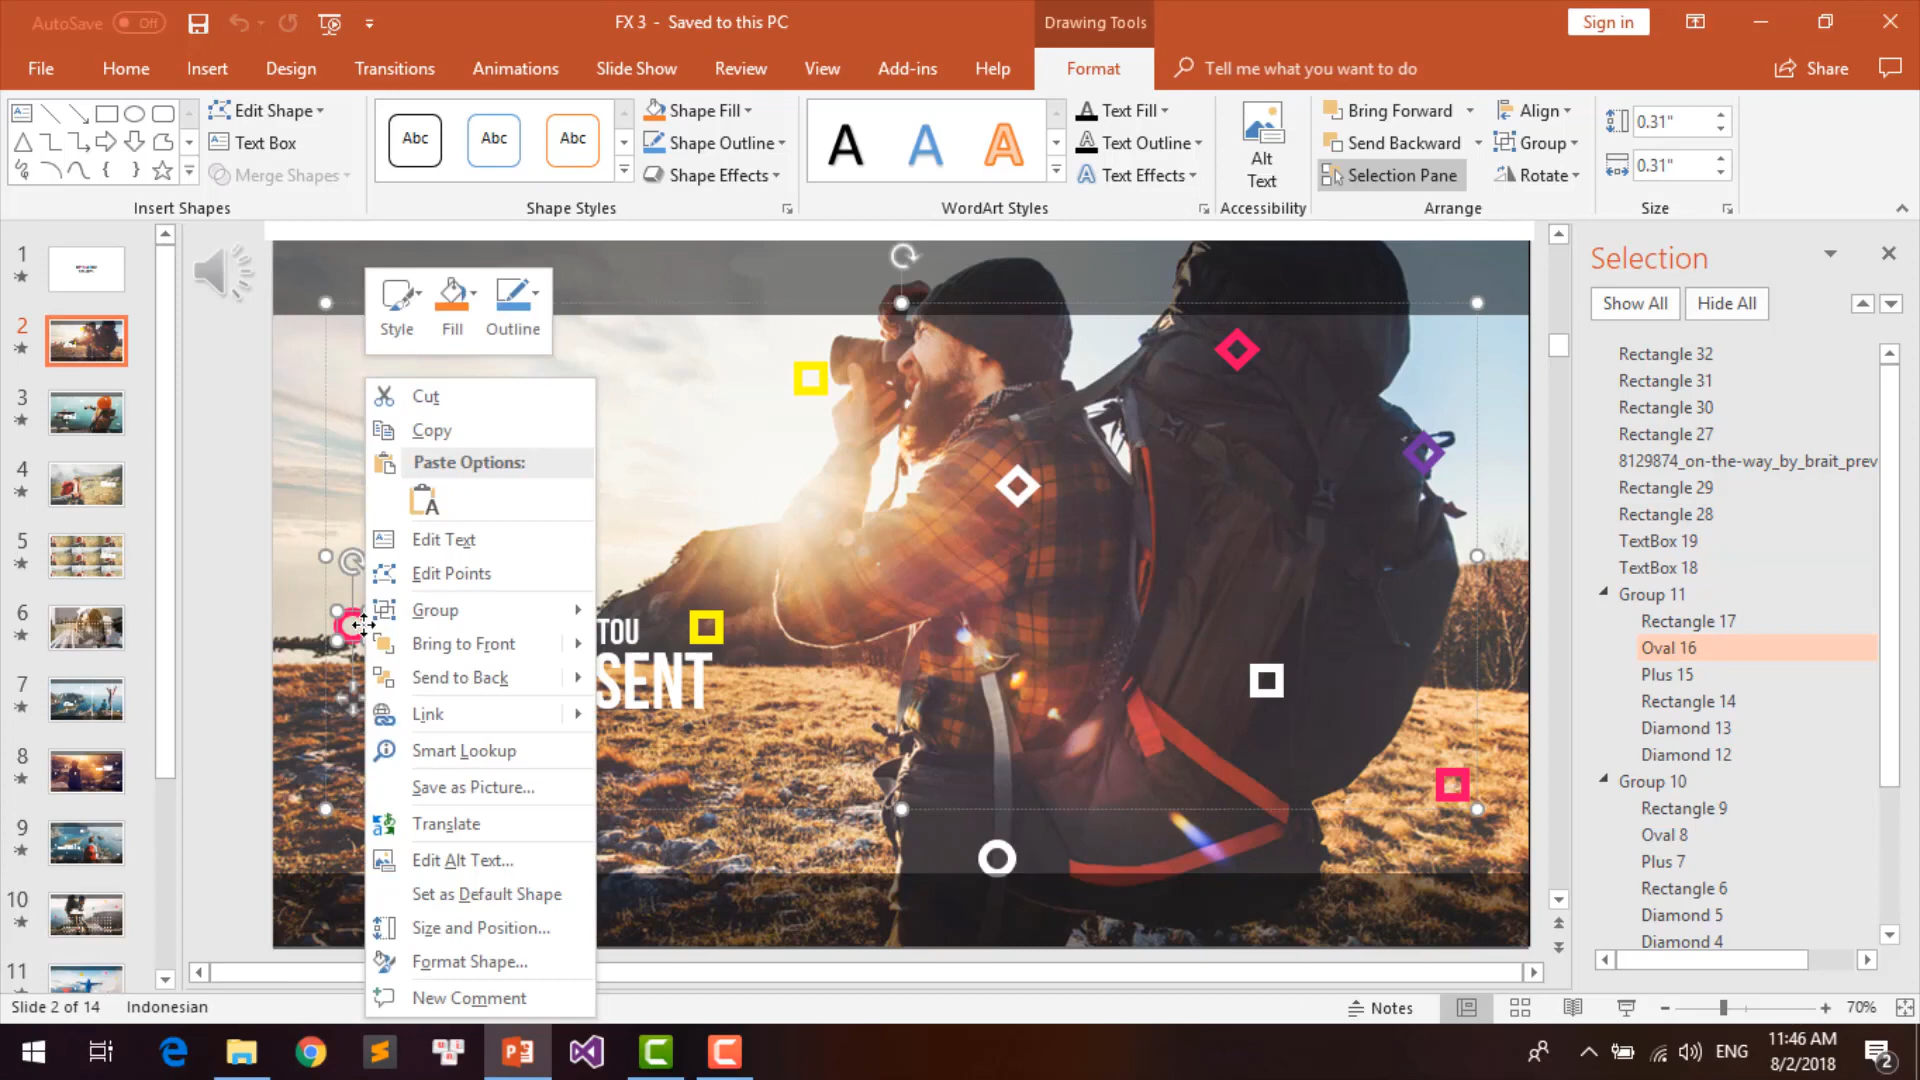 AutoSave Off
FX 3 - Saved to this PC
Drawing Tools
Sign in
File
Home
Insert
Design
Transitions
Animations
Slide Show
Review
View
Add-ins
Help
Format
Tell me what you want to do
Share
Edit Shape
Text Box
Merge Shapes
Insert Shapes
Abc
Abc
Abc
Shape Fill
Shape Outline
Shape Effects
Shape Styles
A
A
A
Text Fill
Text Outline
Text Effects
WordArt Styles
Alt
Text
Accessibility
Bring Forward
Send Backward
Selection Pane
Align
Group
Rotate
Arrange
0.31"
0.31"
Size
1
2
3
4
5
6
7
8
9
10
11
Style
Fill
Outline
Cut
Copy
Paste Options:
Edit Text
Edit Points
Group
Bring to Front
Send to Back
Link
Smart Lookup
Save as Picture...
Translate
Edit Alt Text...
Set as Default Shape
Size and Position...
Format Shape...
New Comment
TOU
SENT
Selection
Show All
Hide All
Rectangle 32
Rectangle 31
Rectangle 30
Rectangle 27
8129874_on-the-way_by_brait_prev
Rectangle 29
Rectangle 28
TextBox 19
TextBox 18
Group 11
Rectangle 17
Oval 16
Plus 15
Rectangle 14
Diamond 13
Diamond 12
Group 10
Rectangle 9
Oval 8
Plus 7
Rectangle 6
Diamond 5
Diamond 4
Slide 2 of 14
Indonesian
Notes
70%
ENG
11:46 AM
8/2/2018
2